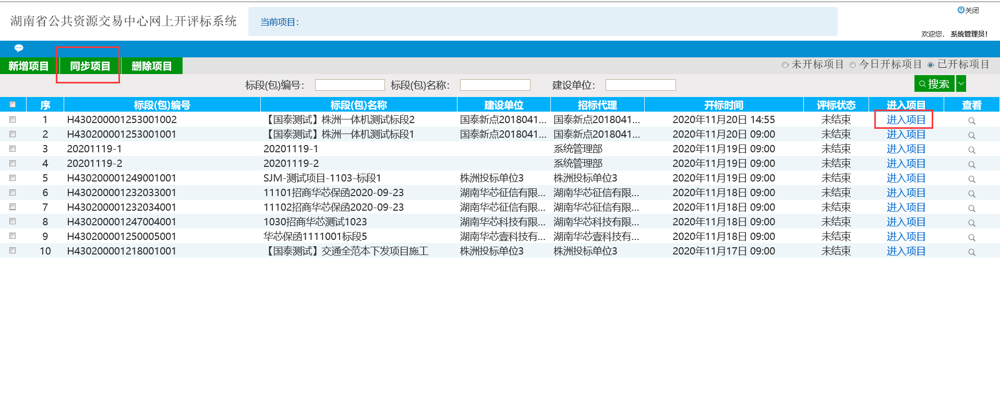 关闭
湖南省公共资源交易中心网上开评标系统
当前项目：
欢迎您， 系统管理员！
新增项目 同步项目 删除项目 未开标项目 今日开标项目 已开标项目
标段(包)编号： 标段(包)名称： 建设单位： 搜索
序 标段(包)编号 标段(包)名称 建设单位 招标代理 开标时间 评标状态 进入项目 查看
1 H430200001253001002 【国泰测试】株洲一体机测试标段2 国泰新点2018041... 国泰新点2018041... 2020年11月20日 14:55 未结束 进入项目
2 H430200001253001001 【国泰测试】株洲一体机测试标段1 国泰新点2018041... 国泰新点2018041... 2020年11月20日 09:00 未结束 进入项目
3 20201119-1 20201119-1 系统管理部 2020年11月19日 09:00 未结束 进入项目
4 20201119-2 20201119-2 系统管理部 2020年11月19日 09:00 未结束 进入项目
5 H430200001249001001 SJM-测试项目-1103-标段1 株洲投标单位3 株洲投标单位3 2020年11月19日 09:00 未结束 进入项目
6 H430200001232033001 11101招商华芯保函2020-09-23 湖南华芯征信有限... 湖南华芯征信有限... 2020年11月18日 09:00 未结束 进入项目
7 H430200001232034001 11102招商华芯保函2020-09-23 湖南华芯征信有限... 湖南华芯征信有限... 2020年11月18日 09:00 未结束 进入项目
8 H430200001247004001 1030招商华芯测试1023 湖南华芯科技有限... 湖南华芯科技有限... 2020年11月18日 09:00 未结束 进入项目
9 H430200001250005001 华芯保函1111001标段5 湖南华芯壹科技有... 湖南华芯壹科技有... 2020年11月18日 09:00 未结束 进入项目
10 H430200001218001001 【国泰测试】交通全范本下发项目施工 株洲投标单位3 株洲投标单位3 2020年11月17日 09:00 未结束 进入项目